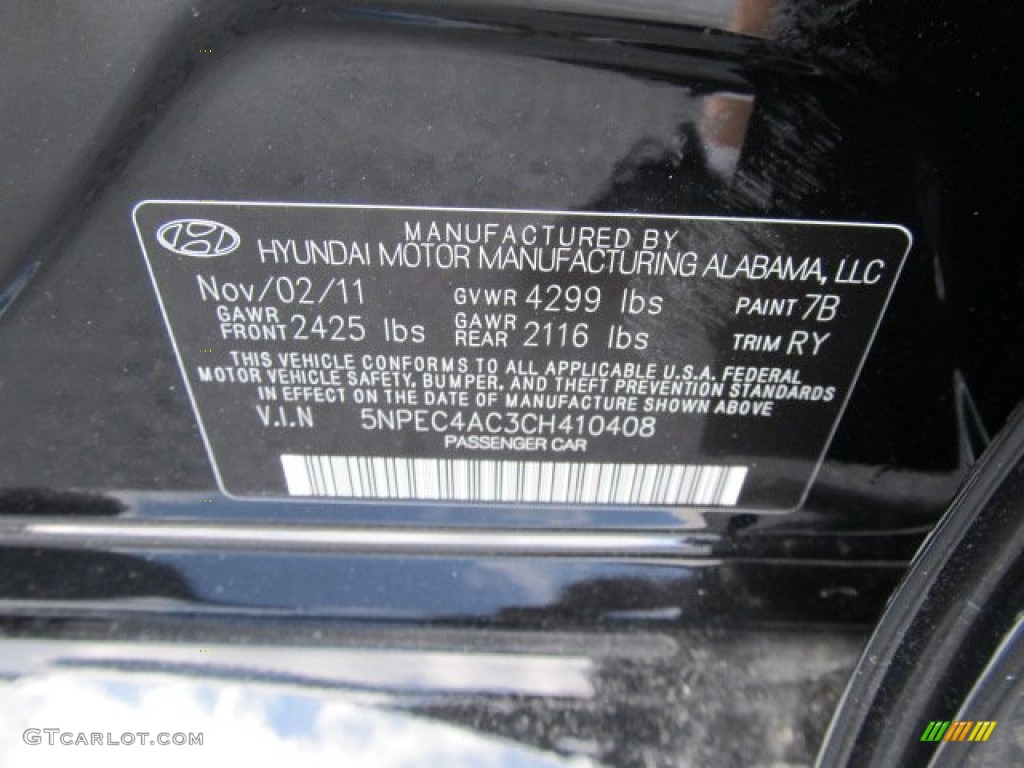 MANUFACTURED BY
HYUNDAI MOTOR MANUFACTURING ALABAMA, LLC
Nov/02/11 GVWR 4299 lbs PAINT 7B
GAWR FRONT 2425 lbs GAWR REAR 2116 lbs TRIM RY
THIS VEHICLE CONFORMS TO ALL APPLICABLE U.S.A. FEDERAL
MOTOR VEHICLE SAFETY, BUMPER, AND THEFT PREVENTION STANDARDS
IN EFFECT ON THE DATE OF MANUFACTURE SHOWN ABOVE
V.I.N 5NPEC4AC3CH410408
PASSENGER CAR
GTCARLOT.COM